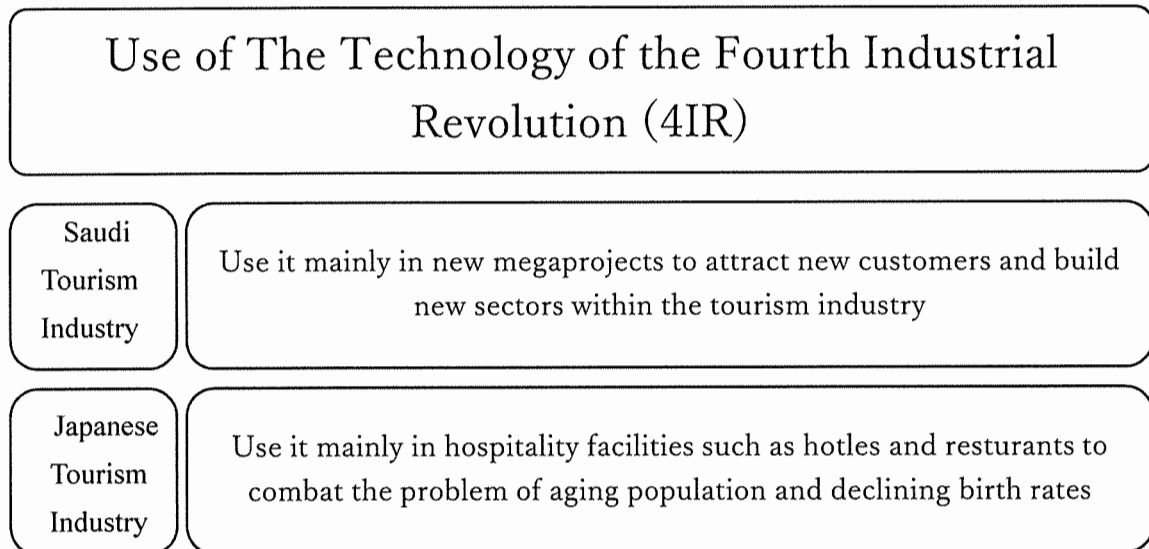 Use of The Technology of the Fourth Industrial
Revolution (4IR)
Saudi
Tourism
Industry
Use it mainly in new megaprojects to attract new customers and build
new sectors within the tourism industry
Japanese
Tourism
Industry
Use it mainly in hospitality facilities such as hotles and resturants to
combat the problem of aging population and declining birth rates